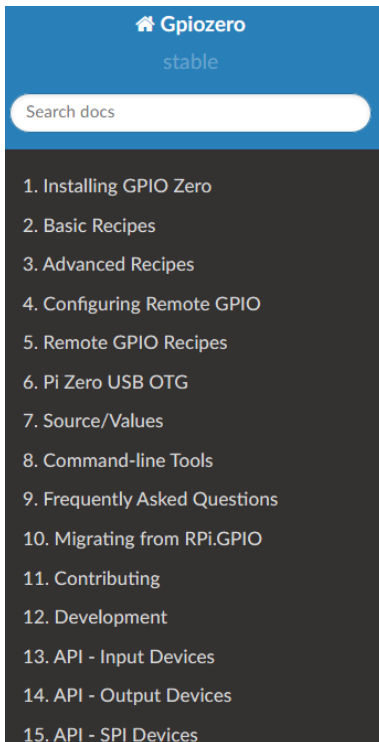 Gpiozero
stable
Search docs
1. Installing GPIO Zero
2. Basic Recipes
3. Advanced Recipes
4. Configuring Remote GPIO
5. Remote GPIO Recipes
6. Pi Zero USB OTG
7. Source/Values
8. Command-line Tools
9. Frequently Asked Questions
10. Migrating from RPi.GPIO
11. Contributing
12. Development
13. API - Input Devices
14. API - Output Devices
15. API - SPI Devices